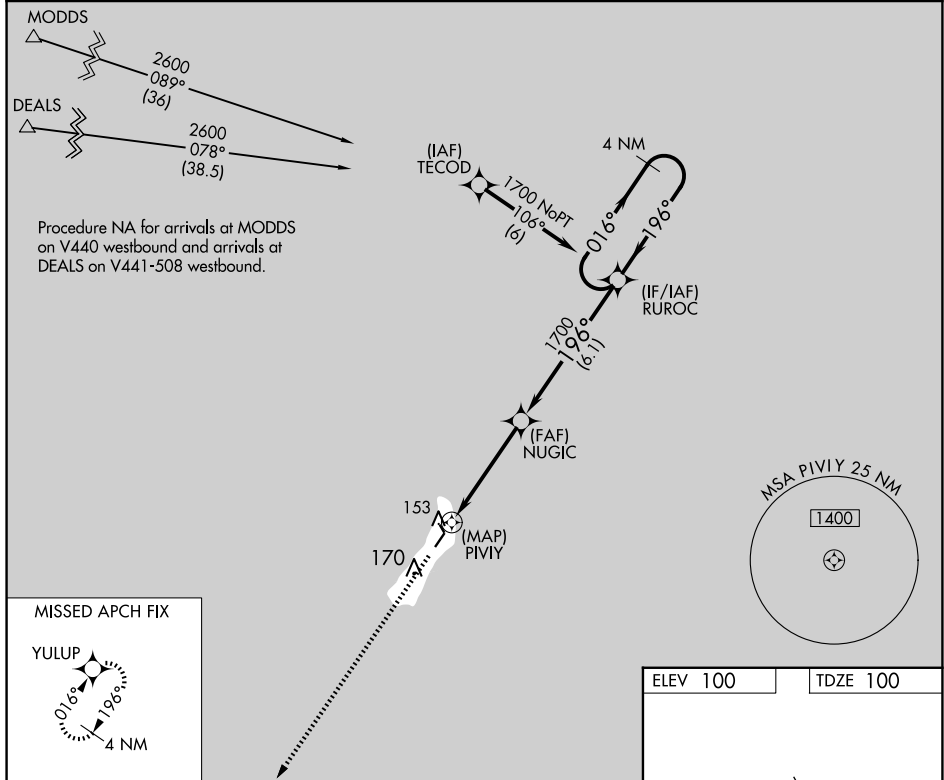 MODDS
2600
089°
(36)
DEALS
2600
078°
(38.5)
Procedure NA for arrivals at MODDS
on V440 westbound and arrivals at
DEALS on V441-508 westbound.
(IAF)
TECOD
1700 NoPT
106°
(6)
4 NM
016°
196°
(IF/IAF)
RUROC
1700
196°
(6.1)
(FAF)
NUGIC
153
(MAP)
PIVIY
170
MSA PIVIY 25 NM
1400
MISSED APCH FIX
YULUP
016°
196°
4 NM
ELEV 100
TDZE 100